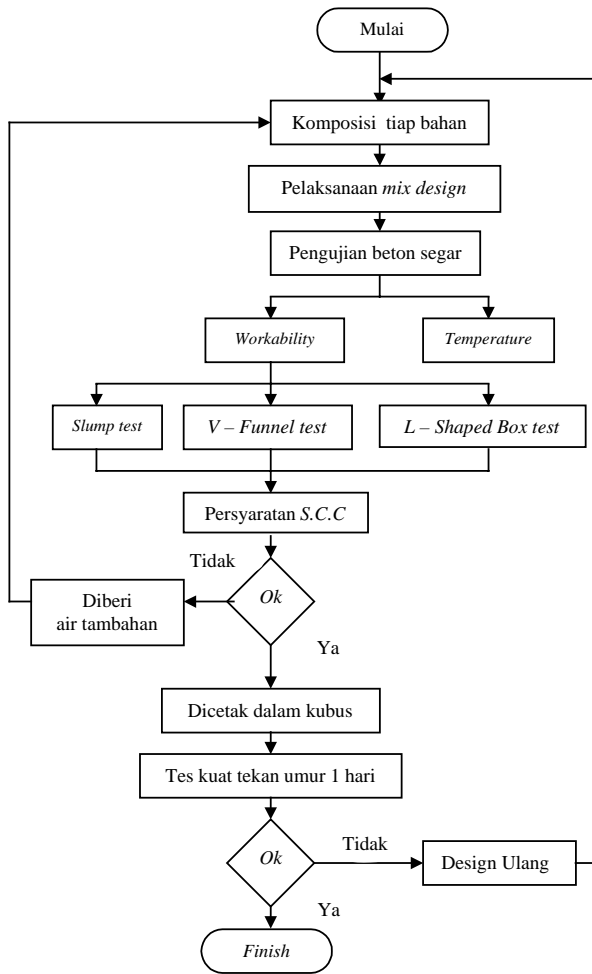 Mulai
Komposisi tiap bahan
Pelaksanaan mix design
Pengujian beton segar
Workability
Temperature
Slump test
V – Funnel test
L – Shaped Box test
Persyaratan S.C.C
Tidak
Ok
Diberi
air tambahan
Ya
Dicetak dalam kubus
Tes kuat tekan umur 1 hari
Tidak
Ok
Design Ulang
Ya
Finish